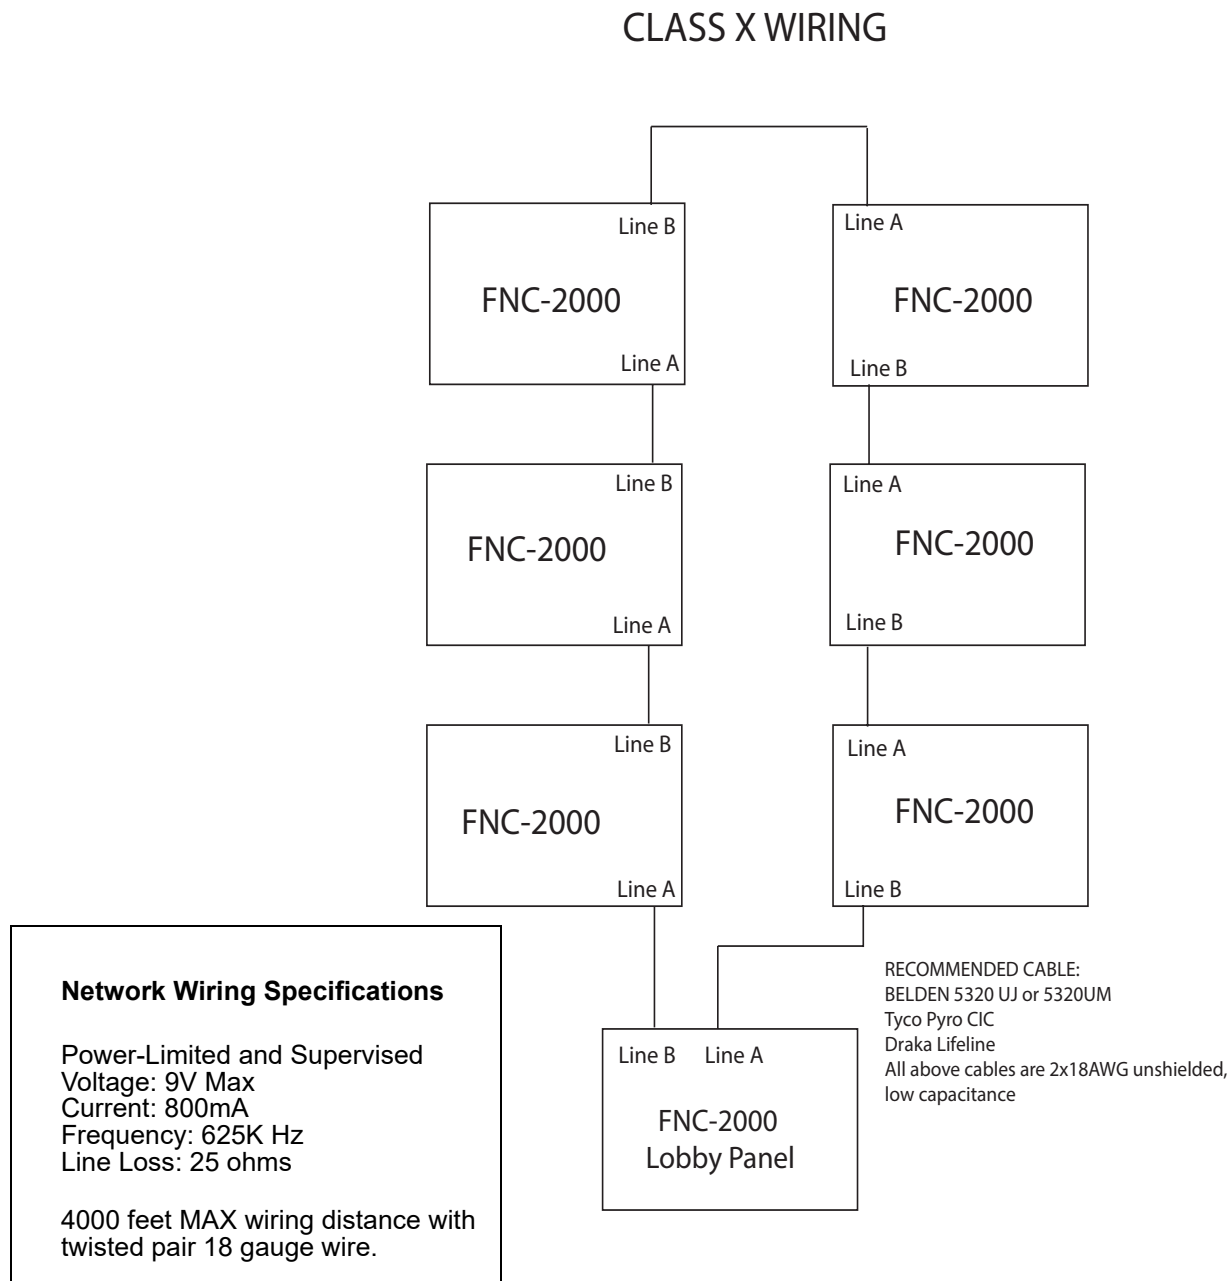 CLASS X WIRING
Line B
FNC-2000
Line A
Line A
FNC-2000
Line B
Line B
FNC-2000
Line A
Line A
FNC-2000
Line B
Line B
FNC-2000
Line A
Line A
FNC-2000
Line B
Line B Line A
FNC-2000
Lobby Panel
Network Wiring Specifications
Power-Limited and Supervised
Voltage: 9V Max
Current: 800mA
Frequency: 625K Hz
Line Loss: 25 ohms
4000 feet MAX wiring distance with
twisted pair 18 gauge wire.
RECOMMENDED CABLE:
BELDEN 5320 UJ or 5320UM
Tyco Pyro CIC
Draka Lifeline
All above cables are 2x18AWG unshielded,
low capacitance